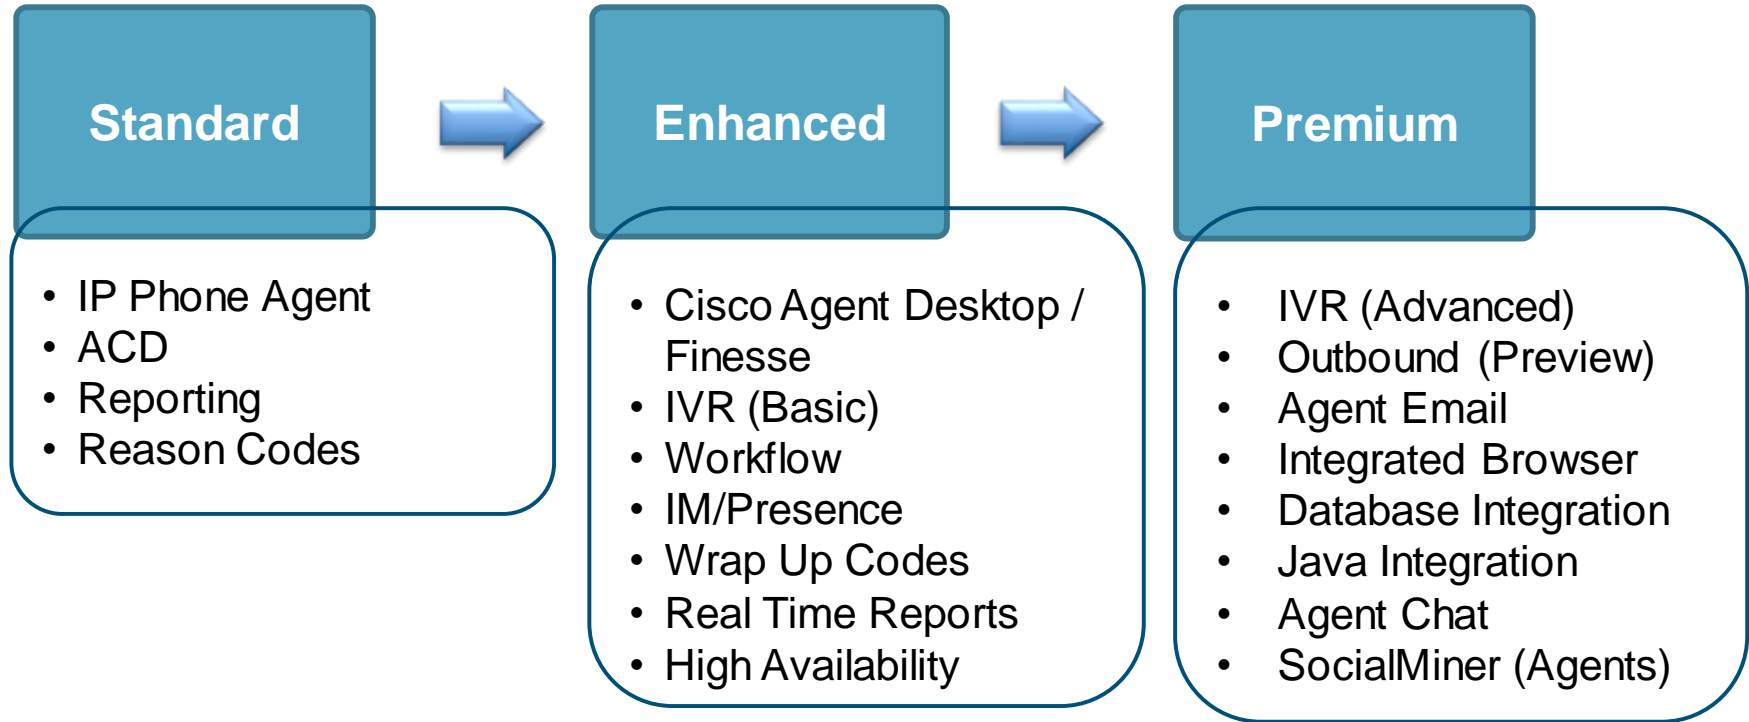 Standard
Enhanced
Premium
• IP Phone Agent
• ACD
• Reporting
• Reason Codes
• Cisco Agent Desktop /
Finesse
• IVR (Basic)
• Workflow
• IM/Presence
• Wrap Up Codes
• Real Time Reports
• High Availability
• IVR (Advanced)
• Outbound (Preview)
• Agent Email
• Integrated Browser
• Database Integration
• Java Integration
• Agent Chat
• SocialMiner (Agents)